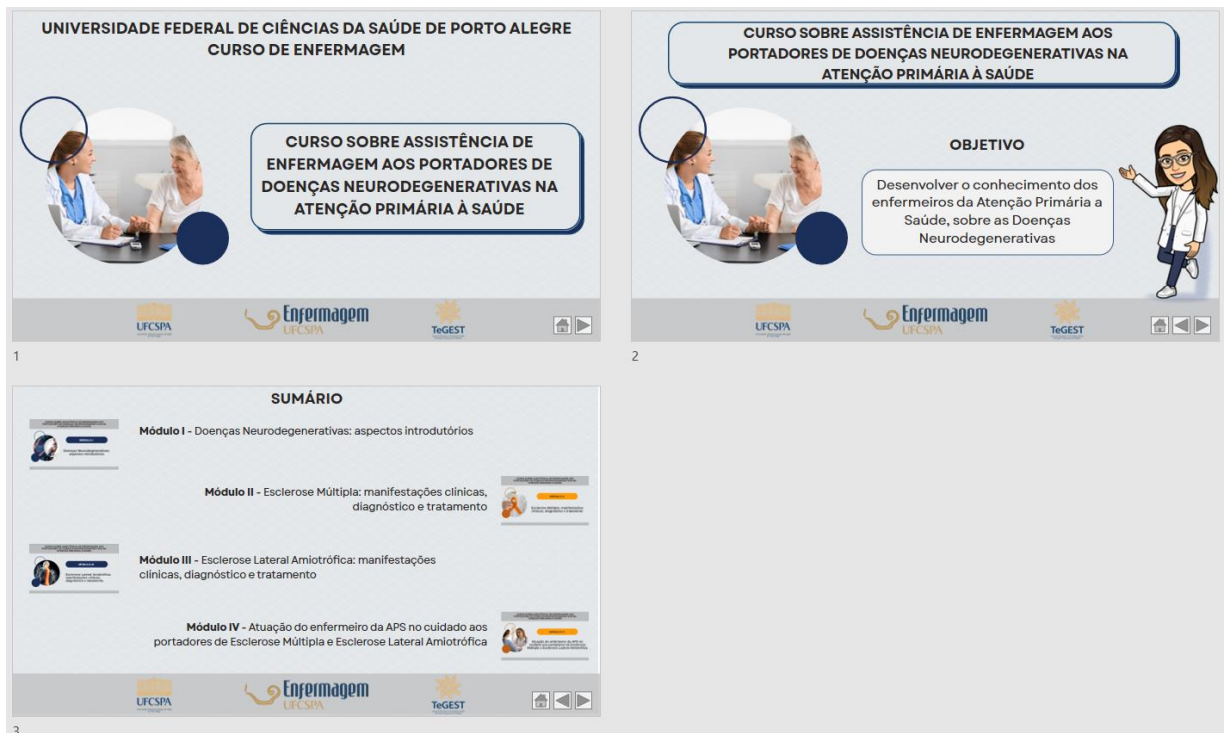 UNIVERSIDADE FEDERAL DE CIÊNCIAS DA SAÚDE DE PORTO ALEGRE
CURSO DE ENFERMAGEM
CURSO SOBRE ASSISTÊNCIA DE
ENFERMAGEM AOS PORTADORES DE
DOENÇAS NEURODEGENERATIVAS NA
ATENÇÃO PRIMÁRIA À SAÚDE
UFCSPA
Enfermagem
UFCSPA
TeGEST
1
CURSO SOBRE ASSISTÊNCIA DE ENFERMAGEM AOS
PORTADORES DE DOENÇAS NEURODEGENERATIVAS NA
ATENÇÃO PRIMÁRIA À SAÚDE
OBJETIVO
Desenvolver o conhecimento dos
enfermeiros da Atenção Primária a
Saúde, sobre as Doenças
Neurodegenerativas
UFCSPA
Enfermagem
UFCSPA
TeGEST
2
SUMÁRIO
Módulo I - Doenças Neurodegenerativas: aspectos introdutórios
Módulo II - Esclerose Múltipla: manifestações clínicas,
diagnóstico e tratamento
Módulo III - Esclerose Lateral Amiotrófica: manifestações
clínicas, diagnóstico e tratamento
Módulo IV - Atuação do enfermeiro da APS no cuidado aos
portadores de Esclerose Múltipla e Esclerose Lateral Amiotrófica
UFCSPA
Enfermagem
UFCSPA
TeGEST
3